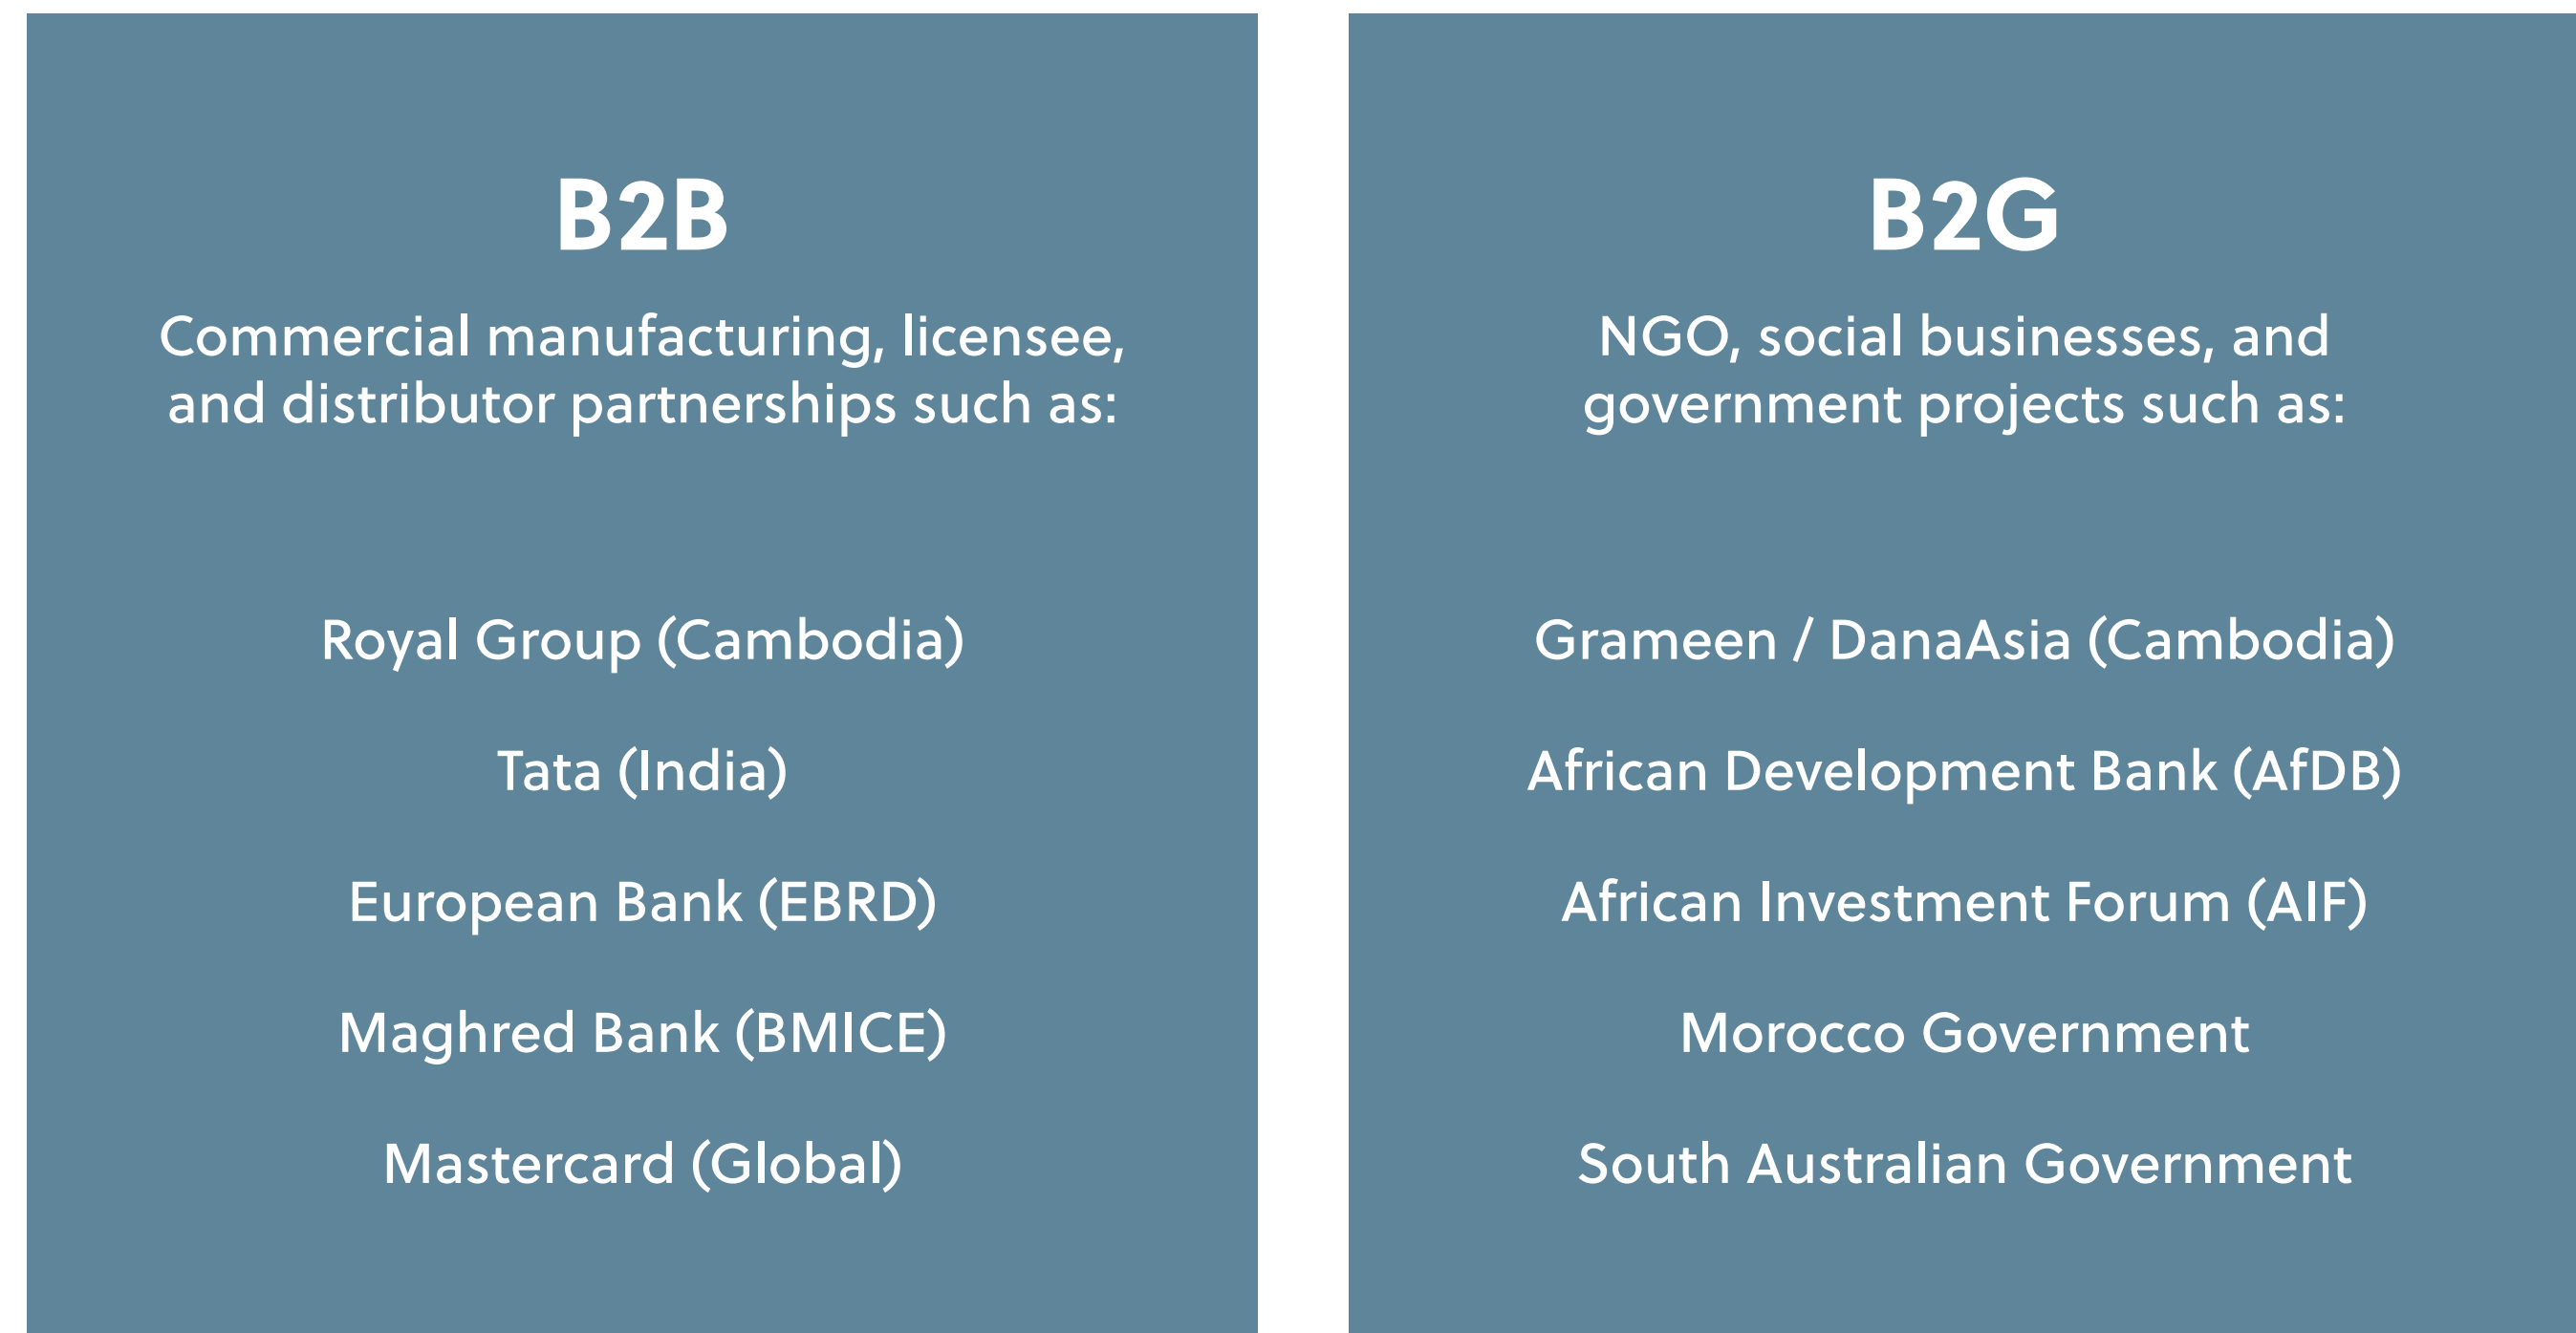 B2B
Commercial manufacturing, licensee,
and distributor partnerships such as:
Royal Group (Cambodia)
Tata (India)
European Bank (EBRD)
Maghred Bank (BMICE)
Mastercard (Global)
B2G
NGO, social businesses, and
government projects such as:
Grameen / DanaAsia (Cambodia)
African Development Bank (AfDB)
African Investment Forum (AIF)
Morocco Government
South Australian Government